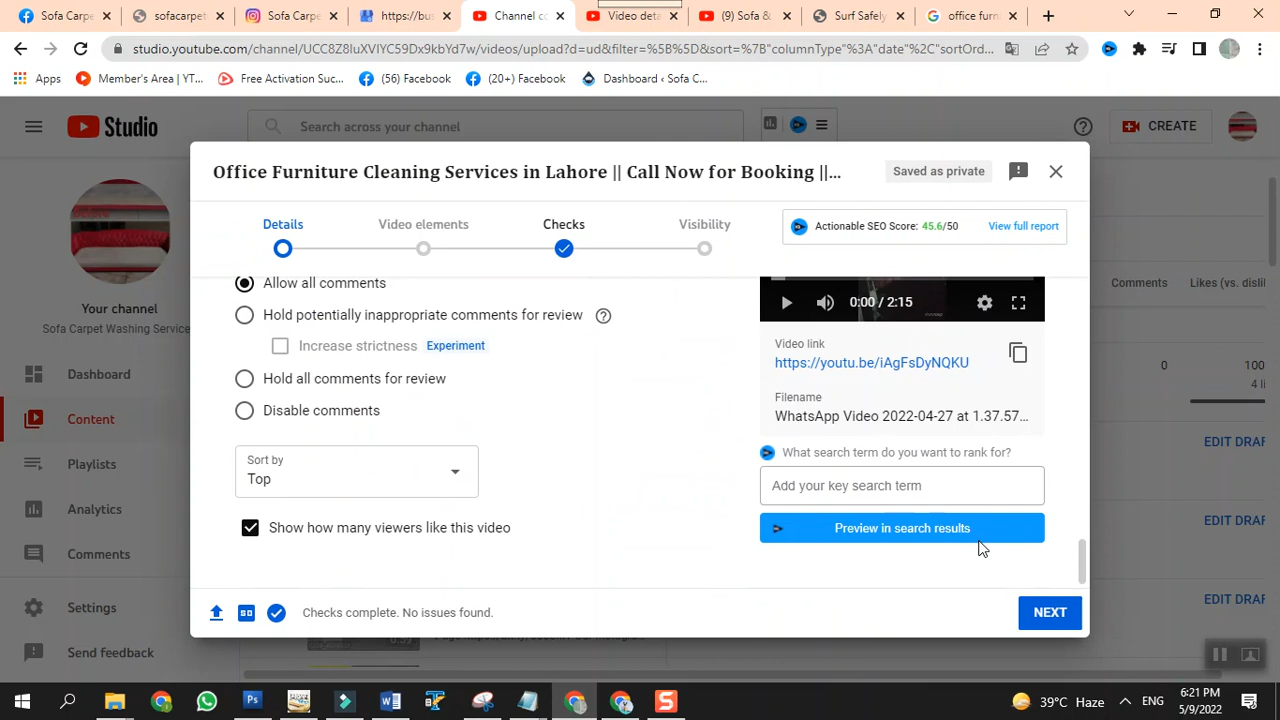 Sofa Carpe
sofacarpet
Sofa Carpe
https://bus
Channel co
Video deta
(9) Sofa &
Surf Safely
office furn
studio.youtube.com/channel/UCC8Z8luXVIYC59Dx9kbYd7w/videos/upload?d=ud&filter=%5B%5D&sort=%7B"columnType"%3A"date"%2C"sortOrd...
Apps
Member's Area | YT...
Free Activation Suc...
(56) Facebook
(20+) Facebook
Dashboard ‹ Sofa C...
Studio
Search across your channel
CREATE
Office Furniture Cleaning Services in Lahore || Call Now for Booking ||...
Saved as private
Details
Video elements
Checks
Visibility
Actionable SEO Score: 45.6/50
View full report
Your channel
Sofa Carpet Washing Service
Dashboard
Content
Playlists
Analytics
Comments
Settings
Send feedback
Allow all comments
Hold potentially inappropriate comments for review
Increase strictness Experiment
Hold all comments for review
Disable comments
Sort by
Top
Show how many viewers like this video
0:00 / 2:15
Video link
https://youtu.be/iAgFsDyNQKU
Filename
WhatsApp Video 2022-04-27 at 1.37.57...
What search term do you want to rank for?
Add your key search term
Preview in search results
Comments
Likes (vs. disli
0
100
4 li
EDIT DRAF
EDIT DRAF
EDIT DRAF
SD
Checks complete. No issues found.
NEXT
0:59
39°C Haze
ENG
6:21 PM
5/9/2022